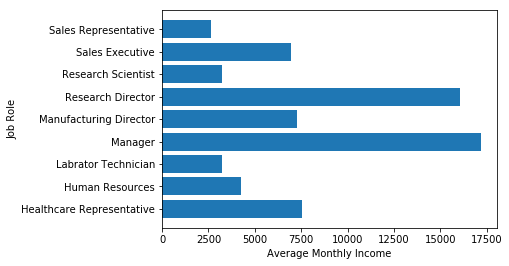 Sales Representative
Sales Executive
Research Scientist
Research Director
Manufacturing Director
Manager
Labrator Technician
Human Resources
Healthcare Representative
Job Role
0 2500 5000 7500 10000 12500 15000 17500
Average Monthly Income